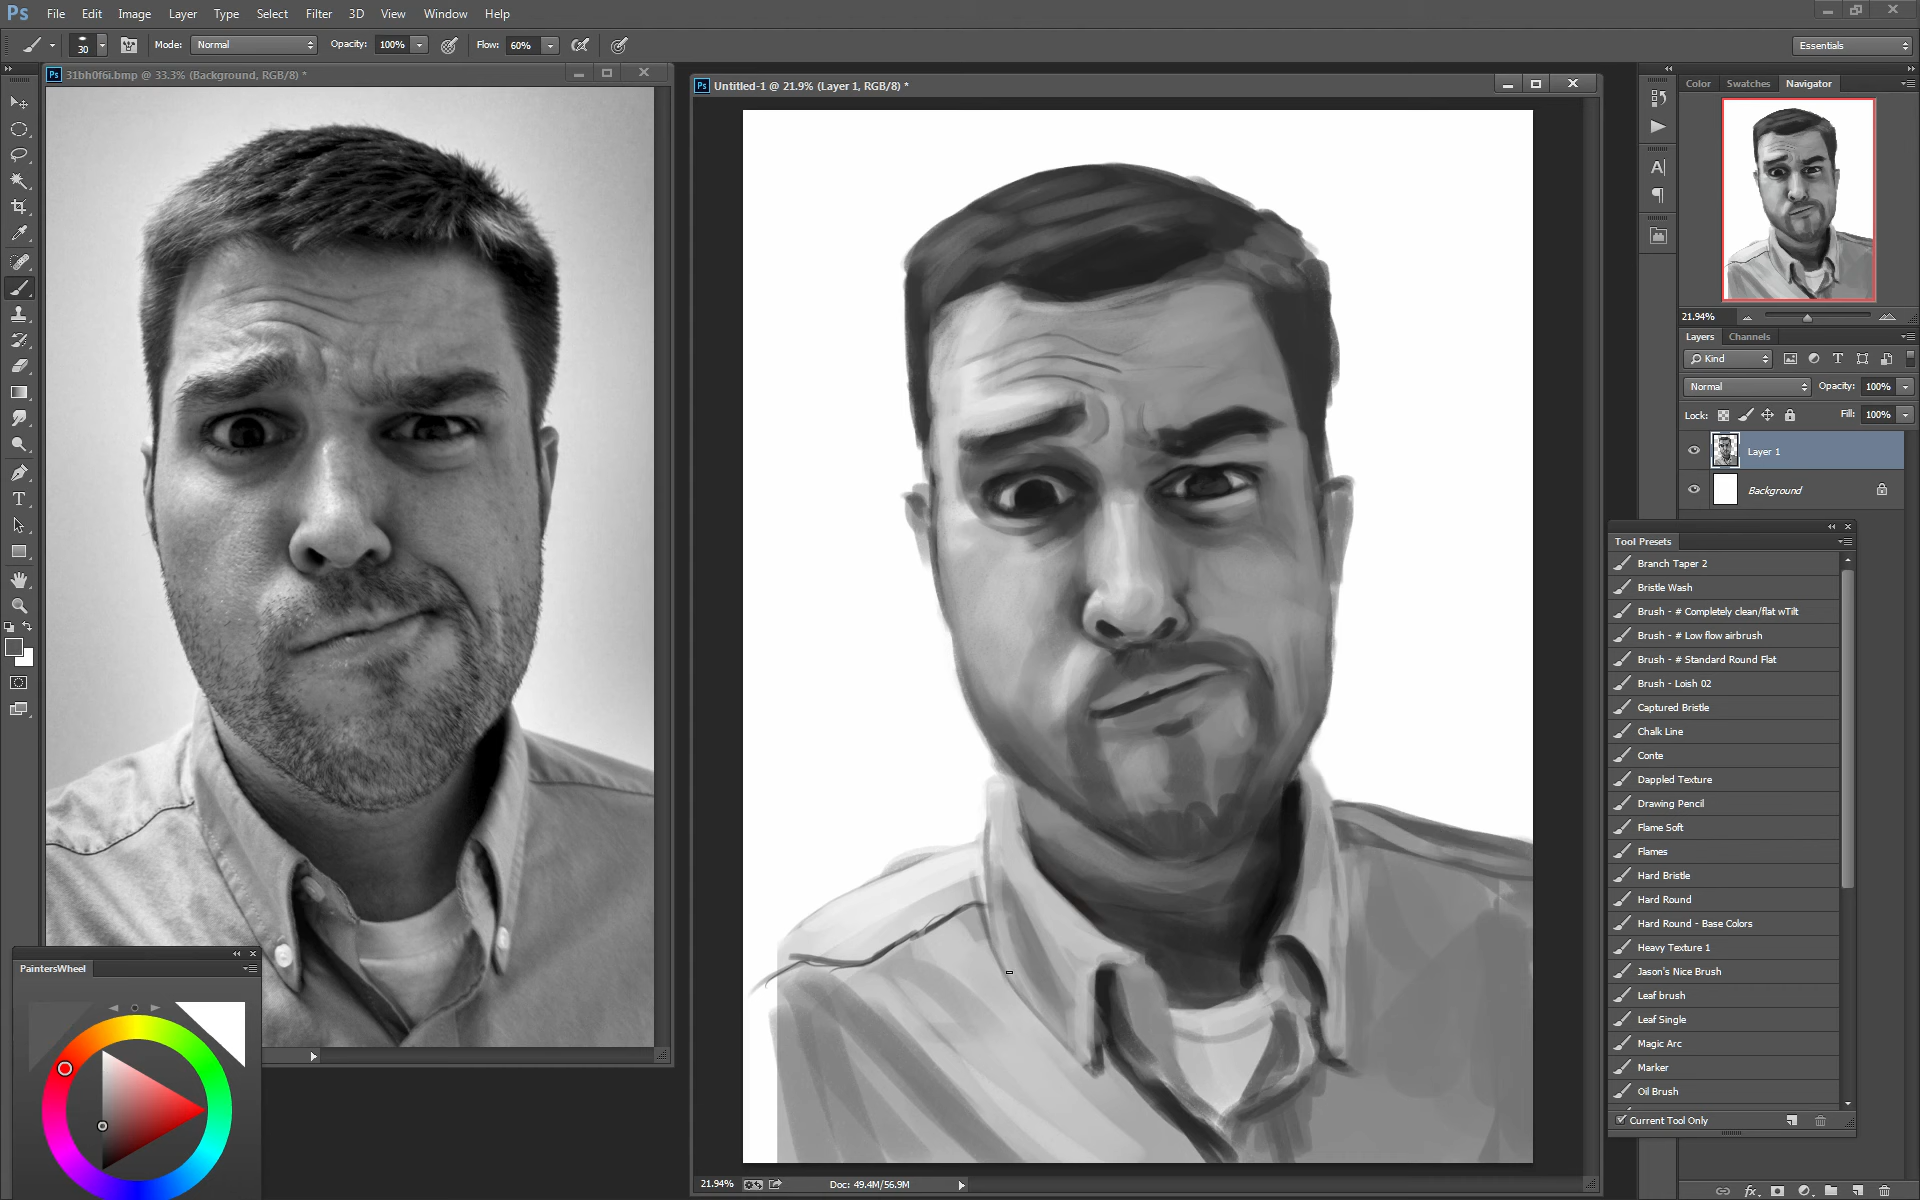 Ps File Edit Image Layer Type Select Filter 3D View Window Help
30 Mode: Normal Opacity: 100% Flow: 60% Essentials
Ps 31bh0f6i.bmp @ 33.3% (Background, RGB/8) *
Ps Untitled-1 @ 21.9% (Layer 1, RGB/8) *
Color Swatches Navigator
21.94%
Layers Channels
Kind
Normal Opacity: 100%
Lock: Fill: 100%
Layer 1
Background
Tool Presets
Branch Taper 2
Bristle Wash
Brush - # Completely clean/flat wTilt
Brush - # Low flow airbrush
Brush - # Standard Round Flat
Brush - Loish 02
Captured Bristle
Chalk Line
Conte
Dappled Texture
Drawing Pencil
Flame Soft
Flames
Hard Bristle
Hard Round
Hard Round - Base Colors
Heavy Texture 1
Jason's Nice Brush
Leaf brush
Leaf Single
Magic Arc
Marker
Oil Brush
Current Tool Only
PaintersWheel
21.94% Doc: 49.4M/56.9M